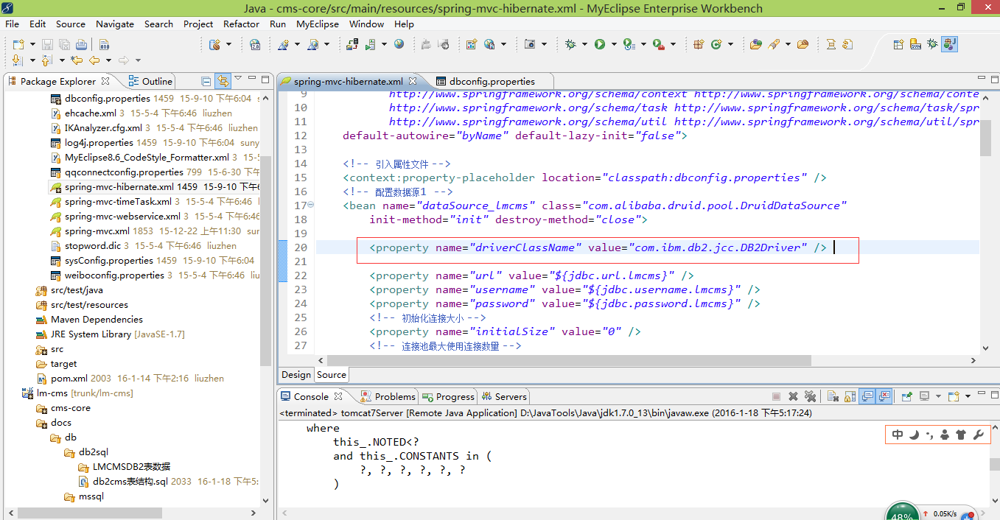 Java - cms-core/src/main/resources/spring-mvc-hibernate.xml - MyEclipse Enterprise Workbench
File Edit Source Navigate Search Project Refactor Run MyEclipse Window Help
Package Explorer Outline
dbconfig.properties 1459 15-9-10 下午6:04
ehcache.xml 3 15-5-4 下午6:46 liuzhen
IKAnalyzer.cfg.xml 3 15-5-4 下午6:46 liuzhen
log4j.properties 1459 15-9-10 下午6:04 suny
MyEclipse8.6_CodeStyle_Formatter.xml 3 15-5
qqconnectconfig.properties 799 15-6-30 下午
spring-mvc-hibernate.xml 1459 15-9-10 下午6
spring-mvc-timeTask.xml 3 15-5-4 下午6:46
spring-mvc-webservice.xml 3 15-5-4 下午6:46
spring-mvc.xml 1853 15-12-22 上午11:30 sun
stopword.dic 3 15-5-4 下午6:46 liuzhen
sysConfig.properties 1459 15-9-10 下午6:04
weiboconfig.properties 3 15-5-4 下午6:46 liu
src/test/java
src/test/resources
Maven Dependencies
JRE System Library [JavaSE-1.7]
src
target
pom.xml 2003 16-1-14 下午2:16 liuzhen
lm-cms [trunk/lm-cms]
cms-core
docs
db
db2sql
LMCMSDB2表数据
db2cms表结构.sql 2033 16-1-18 下午5:
mssql
spring-mvc-hibernate.xml dbconfig.properties
9 http://www.springframework.org/schema/context http://www.springframework.org/schema/conte
10 http://www.springframework.org/schema/task http://www.springframework.org/schema/task/spr
11 http://www.springframework.org/schema/util http://www.springframework.org/schema/util/spr
12 default-autowire="byName" default-lazy-init="false">
13
14 <!-- 引入属性文件 -->
15 <context:property-placeholder location="classpath:dbconfig.properties" />
16 <!-- 配置数据源1 -->
17 <bean name="dataSource_lmcms" class="com.alibaba.druid.pool.DruidDataSource"
18 init-method="init" destroy-method="close">
19
20 <property name="driverClassName" value="com.ibm.db2.jcc.DB2Driver" />
21
22 <property name="url" value="${jdbc.url.lmcms}" />
23 <property name="username" value="${jdbc.username.lmcms}" />
24 <property name="password" value="${jdbc.password.lmcms}" />
25 <!-- 初始化连接大小 -->
26 <property name="initialSize" value="0" />
27 <!-- 连接池最大使用连接数量 -->
Design Source
Console Problems Progress Servers
<terminated> tomcat7Server [Remote Java Application] D:\JavaTools\Java\jdk1.7.0_13\bin\javaw.exe (2016-1-18 下午5:17:24)
where
this_.NOTED<?
and this_.CONSTANTS in (
?, ?, ?, ?, ?, ?
)
中
48%
0.05K/s